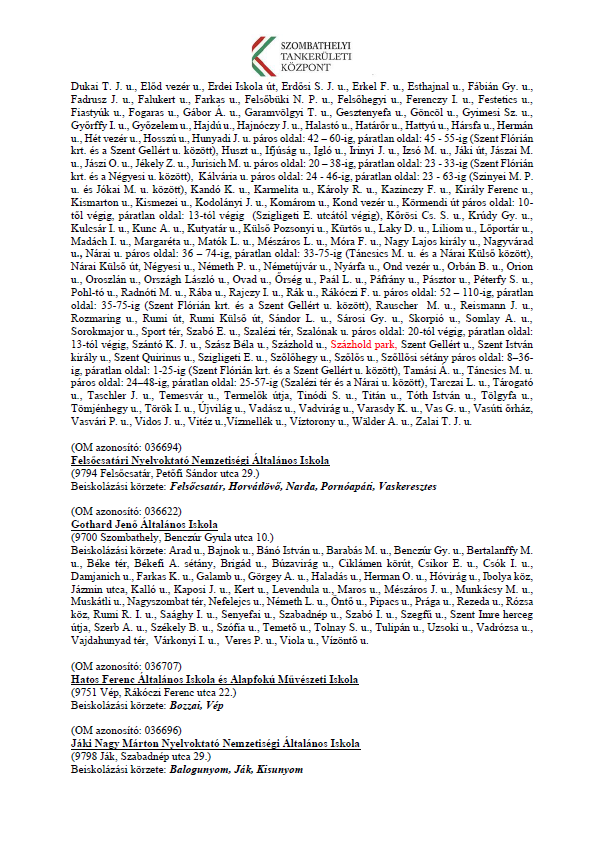 SZOMBATHELYI
TANKERÜLETI
KÖZPONT
Dukai T. J. u., Előd vezér u., Erdei Iskola út, Erdősi S. J. u., Erkel F. u., Esthajnal u., Fábián Gy. u.,
Fadrusz J. u., Falukert u., Farkas u., Felsőbüki N. P. u., Felsőhegyi u., Ferenczy I. u., Festetics u.,
Fiastyúk u., Fogaras u., Gábor Á. u., Garamvölgyi T. u., Gesztenyefa u., Göncöl u., Gyimesi Sz. u.,
Győrffy I. u., Győzelem u., Hajdú u., Hajnóczy J. u., Halastó u., Határőr u., Hattyú u., Hársfa u., Hermán
u., Hét vezér u., Hosszú u., Hunyadi J. u. páros oldal: 42 – 60-ig, páratlan oldal: 45 - 55-ig (Szent Flórián
krt. és a Szent Gellért u. között), Huszt u., Ifjúság u., Igló u., Irinyi J. u., Izsó M. u., Jáki út, Jászai M.
u., Jászi O. u., Jékely Z. u., Jurisich M. u. páros oldal: 20 – 38-ig, páratlan oldal: 23 - 33-ig (Szent Flórián
krt. és a Négyesi u. között), Kálvária u. páros oldal: 24 - 46-ig, páratlan oldal: 23 - 63-ig (Szinyei M. P.
u. és Jókai M. u. között), Kandó K. u., Karmelita u., Károly R. u., Kazinczy F. u., Király Ferenc u.,
Kismarton u., Kismezei u., Kodolányi J. u., Komárom u., Kond vezér u., Körmendi út páros oldal: 10-
től végig, páratlan oldal: 13-tól végig (Szigligeti E. utcától végig), Kőrösi Cs. S. u., Krúdy Gy. u.,
Kulcsár I. u., Kunc A. u., Kutyatár u., Külső Pozsonyi u., Kürtös u., Laky D. u., Liliom u., Lőportár u.,
Madách I. u., Margaréta u., Matók L. u., Mészáros L. u., Móra F. u., Nagy Lajos király u., Nagyvárad
u., Nárai u. páros oldal: 36 – 74-ig, páratlan oldal: 33-75-ig (Táncsics M. u. és a Nárai Külső között),
Nárai Külső út, Négyesi u., Németh P. u., Németújvár u., Nyárfa u., Ond vezér u., Orbán B. u., Orion
u., Oroszlán u., Országh László u., Ovad u., Őrség u., Paál L. u., Páfrány u., Pásztor u., Péterfy S. u.,
Pohl-tó u., Radnóti M. u., Rába u., Rajczy I. u., Rák u., Rákóczi F. u. páros oldal: 52 – 110-ig, páratlan
oldal: 35-75-ig (Szent Flórián krt. és a Szent Gellért u. között), Rauscher M. u., Reismann J. u.,
Rozmaring u., Rumi út, Rumi Külső út, Sándor L. u., Sárosi Gy. u., Skorpió u., Somlay A. u.,
Sorokmajor u., Sport tér, Szabó E. u., Szalézi tér, Szalónak u. páros oldal: 20-tól végig, páratlan oldal:
13-tól végig, Szántó K. J. u., Szász Béla u., Százhold u., Százhold park, Szent Gellért u., Szent István
király u., Szent Quirinus u., Szigligeti E. u., Szőlőhegy u., Szőlős u., Szőllősi sétány páros oldal: 8–36-
ig, páratlan oldal: 1-25-ig (Szent Flórián krt. és a Szent Gellért u. között), Tamási Á. u., Táncsics M. u.
páros oldal: 24–48-ig, páratlan oldal: 25-57-ig (Szalézi tér és a Nárai u. között), Tarczai L. u., Tárogató
u., Taschler J. u., Temesvár u., Termelők útja, Tinódi S. u., Titán u., Tóth István u., Tölgyfa u.,
Tömjénhegy u., Török I. u., Újvilág u., Vadász u., Vadvirág u., Varasdy K. u., Vas G. u., Vasúti őrház,
Vasvári P. u., Vidos J. u., Vitéz u.,Vízmellék u., Víztorony u., Wälder A. u., Zalai T. J. u.
(OM azonosító: 036694)
Felsőcsatári Nyelvoktató Nemzetiségi Általános Iskola
(9794 Felsőcsatár, Petőfi Sándor utca 29.)
Beiskolázási körzete: Felsőcsatár, Horvátlövő, Narda, Pornóapáti, Vaskeresztes
(OM azonosító: 036622)
Gothard Jenő Általános Iskola
(9700 Szombathely, Benczúr Gyula utca 10.)
Beiskolázási körzete: Arad u., Bajnok u., Bánó István u., Barabás M. u., Benczúr Gy. u., Bertalanffy M.
u., Béke tér, Békefi A. sétány, Brigád u., Búzavirág u., Ciklámen körút, Csikor E. u., Csók I. u.,
Damjanich u., Farkas K. u., Galamb u., Görgey A. u., Haladás u., Herman O. u., Hóvirág u., Ibolya köz,
Jázmin utca, Kalló u., Kaposi J. u., Kert u., Levendula u., Maros u., Mészáros J. u., Munkácsy M. u.,
Muskátli u., Nagyszombat tér, Nefelejcs u., Németh L. u., Öntő u., Pipacs u., Prága u., Rezeda u., Rózsa
köz, Rumi R. I. u., Saághy I. u., Senyefai u., Szabadnép u., Szabó I. u., Szegfű u., Szent Imre herceg
útja, Szerb A. u., Székely B. u., Szófia u., Temető u., Tolnay S. u., Tulipán u., Uzsoki u., Vadrózsa u.,
Vajdahunyad tér, Várkonyi I. u., Veres P. u., Viola u., Vízöntő u.
(OM azonosító: 036707)
Hatos Ferenc Általános Iskola és Alapfokú Művészeti Iskola
(9751 Vép, Rákóczi Ferenc utca 22.)
Beiskolázási körzete: Bozzai, Vép
(OM azonosító: 036696)
Jáki Nagy Márton Nyelvoktató Nemzetiségi Általános Iskola
(9798 Ják, Szabadnép utca 29.)
Beiskolázási körzete: Balogunyom, Ják, Kisunyom